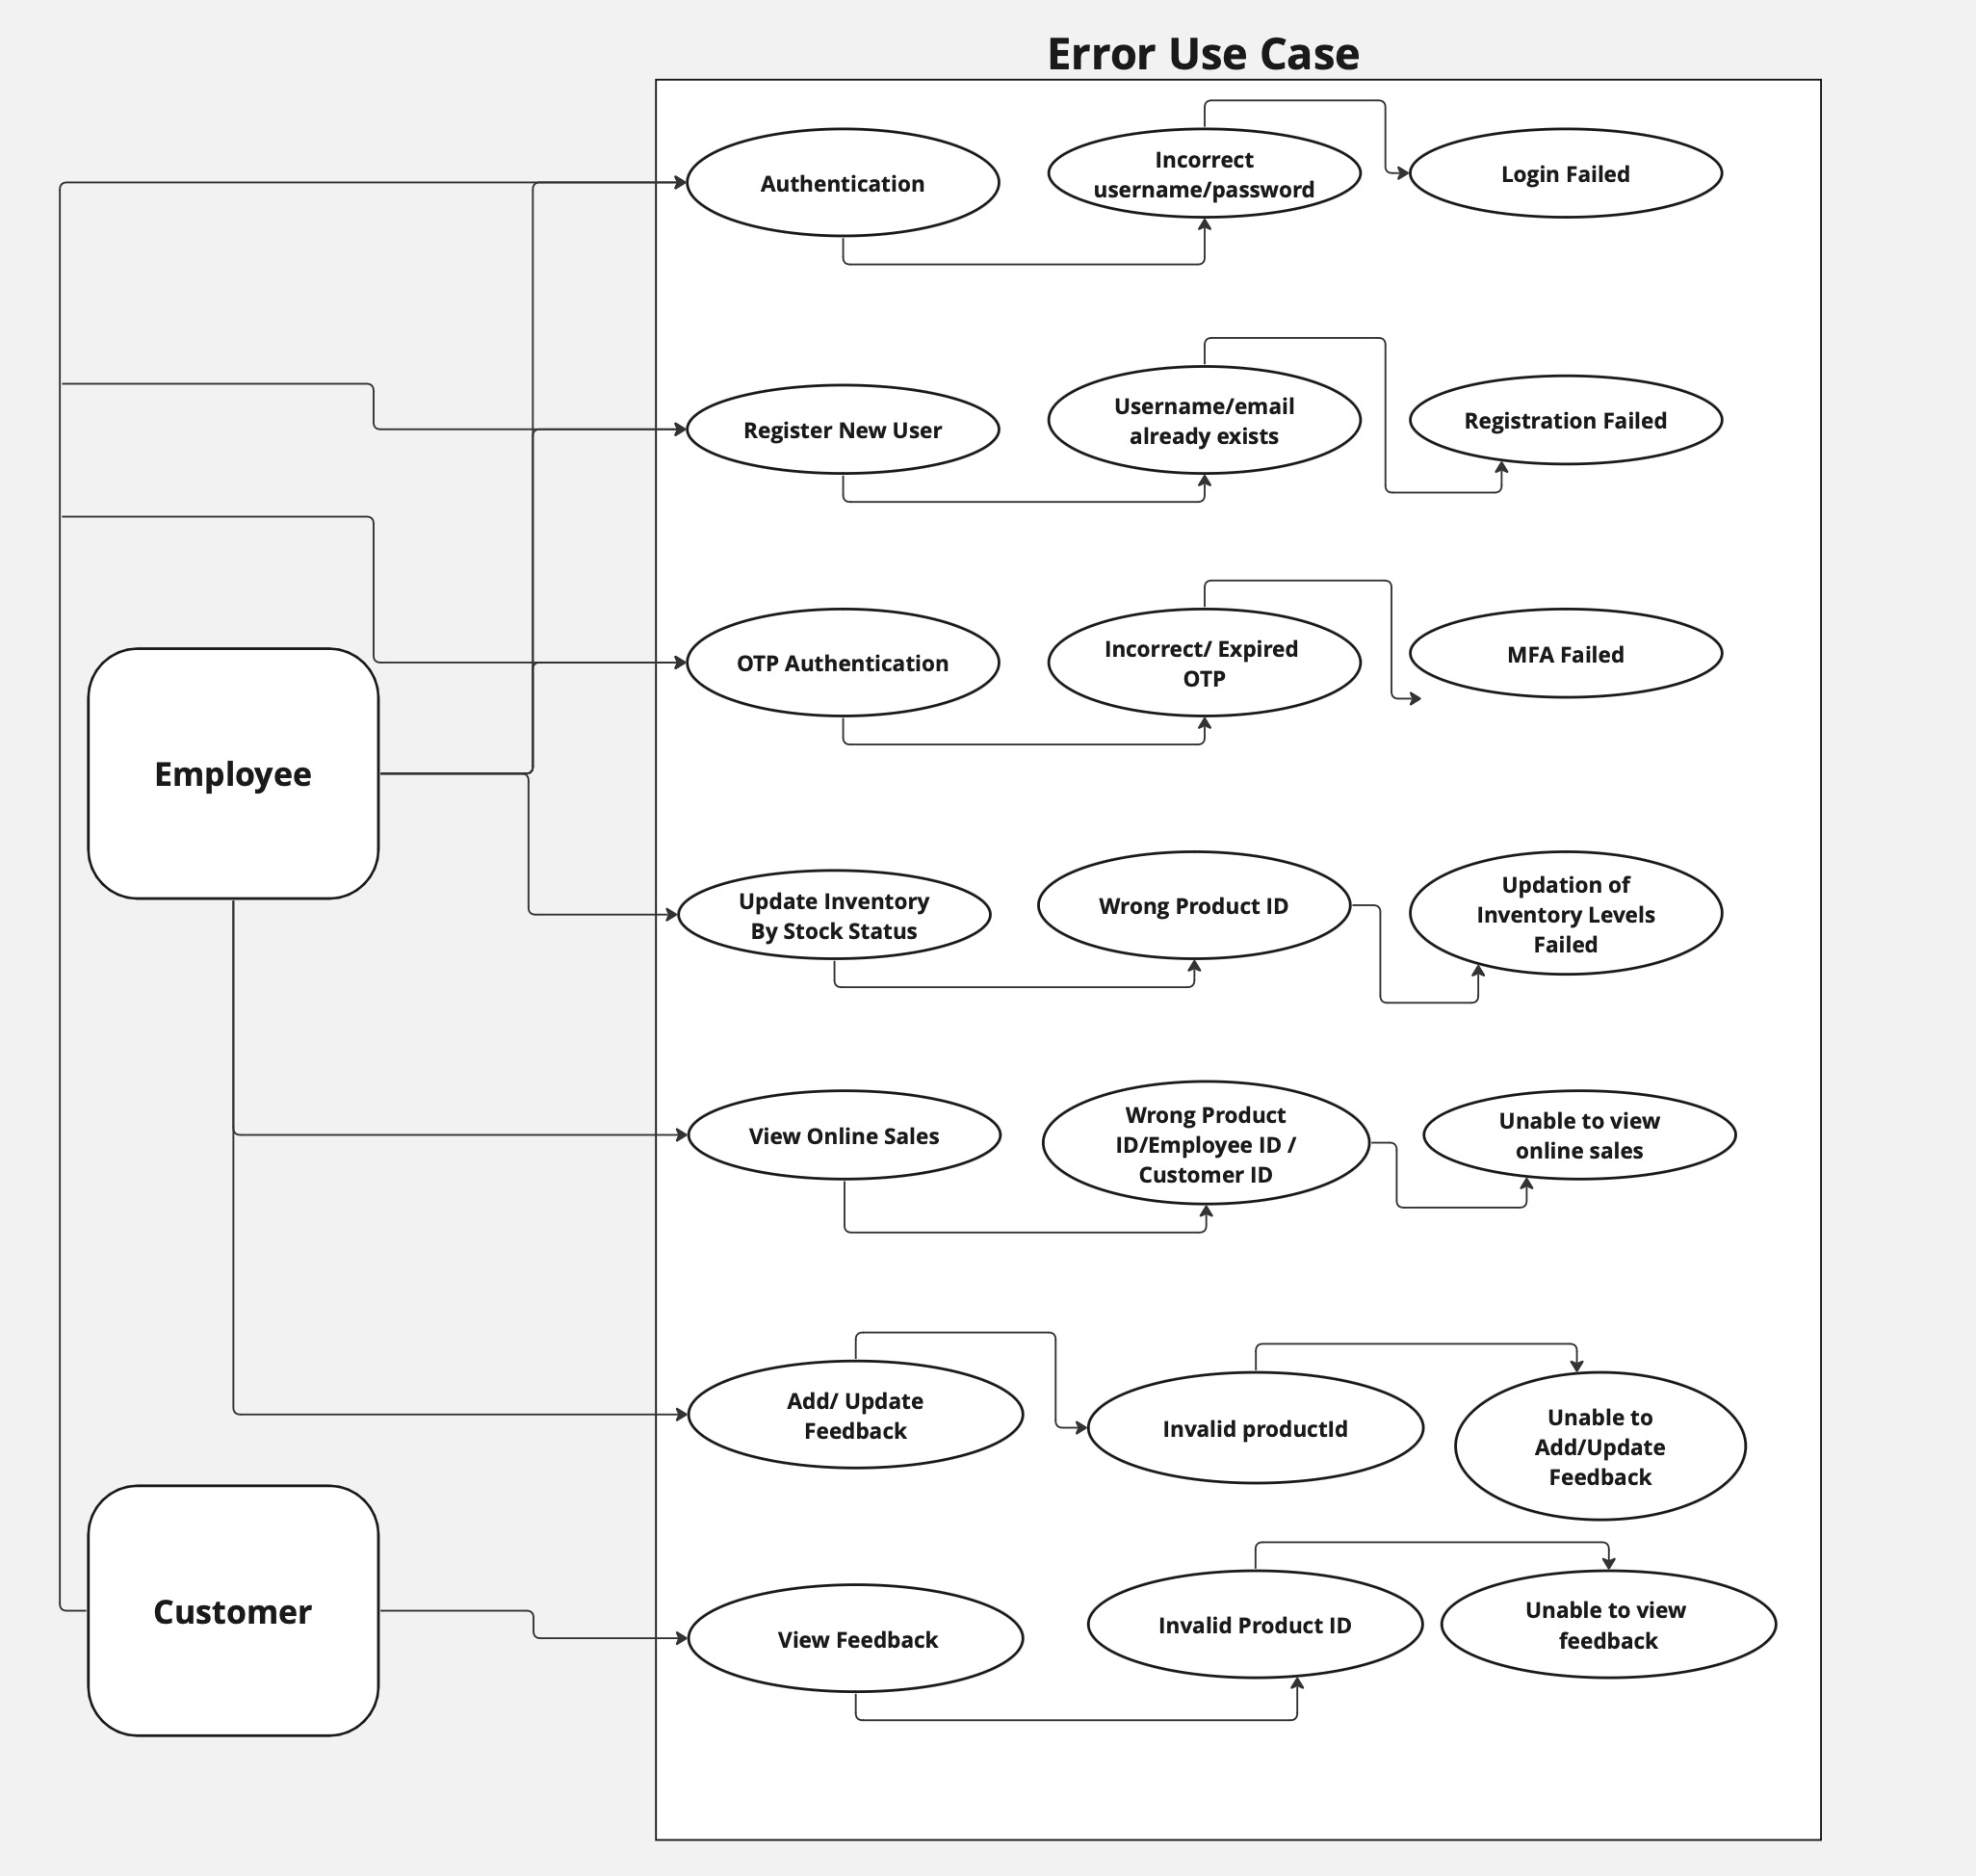 Error Use Case
Authentication
Incorrect
username/password
Login Failed
Register New User
Username/email
already exists
Registration Failed
OTP Authentication
Incorrect/ Expired
OTP
MFA Failed
Employee
Update Inventory
By Stock Status
Wrong Product ID
Updation of
Inventory Levels
Failed
View Online Sales
Wrong Product
ID/Employee ID /
Customer ID
Unable to view
online sales
Add/ Update
Feedback
Invalid productId
Unable to
Add/Update
Feedback
Customer
View Feedback
Invalid Product ID
Unable to view
feedback